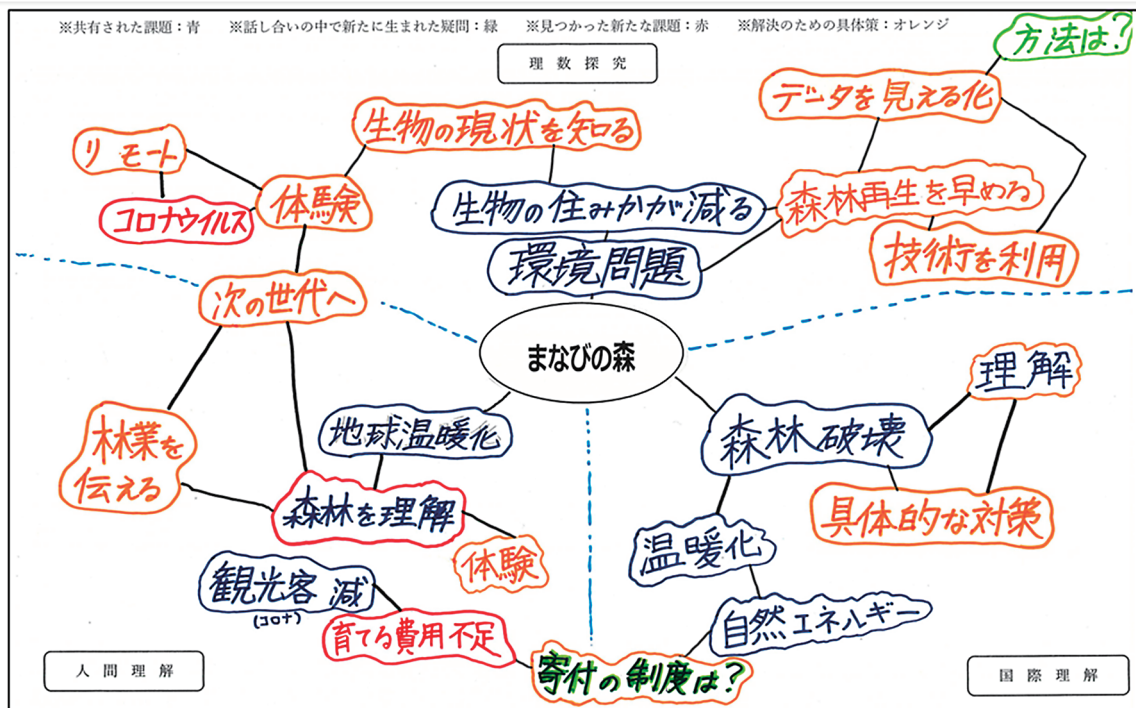 ※共有された課題：青　※話し合いの中で新たに生まれた疑問：緑　※見つかった新たな課題：赤　※解決のための具体策：オレンジ
方法は？
理数探究
データを見える化
生物の現状を知る
リモート
体験
コロナウイルス
生物の住みかが減る
森林再生を早める
環境問題
技術を利用
次の世代へ
まなびの森
理解
地球温暖化
森林破壊
林業を
伝える
森林を理解
具体的な対策
体験
温暖化
観光客 減
(コロナ)
自然エネルギー
育てる費用不足
寄付の制度は？
人間理解
国際理解